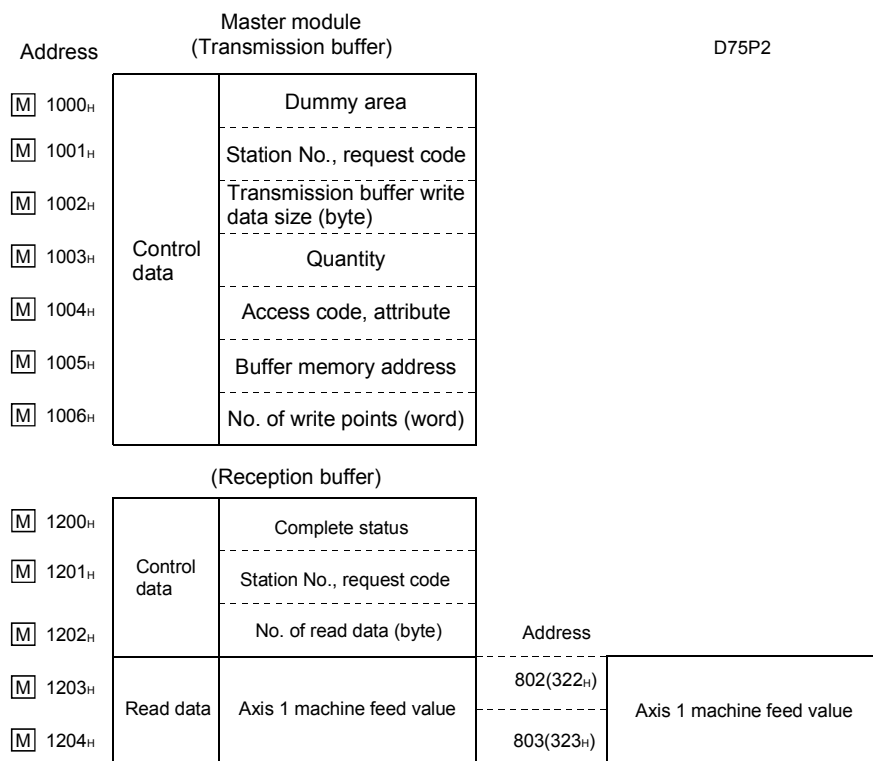 Master module
(Transmission buffer)
Address
D75P2
M 1000H
Dummy area
M 1001H
Station No., request code
M 1002H
Transmission buffer write
data size (byte)
M 1003H
Control
data
Quantity
M 1004H
Access code, attribute
M 1005H
Buffer memory address
M 1006H
No. of write points (word)
(Reception buffer)
M 1200H
Complete status
M 1201H
Control
data
Station No., request code
M 1202H
No. of read data (byte)
Address
M 1203H
802(322H)
Read data
Axis 1 machine feed value
Axis 1 machine feed value
M 1204H
803(323H)